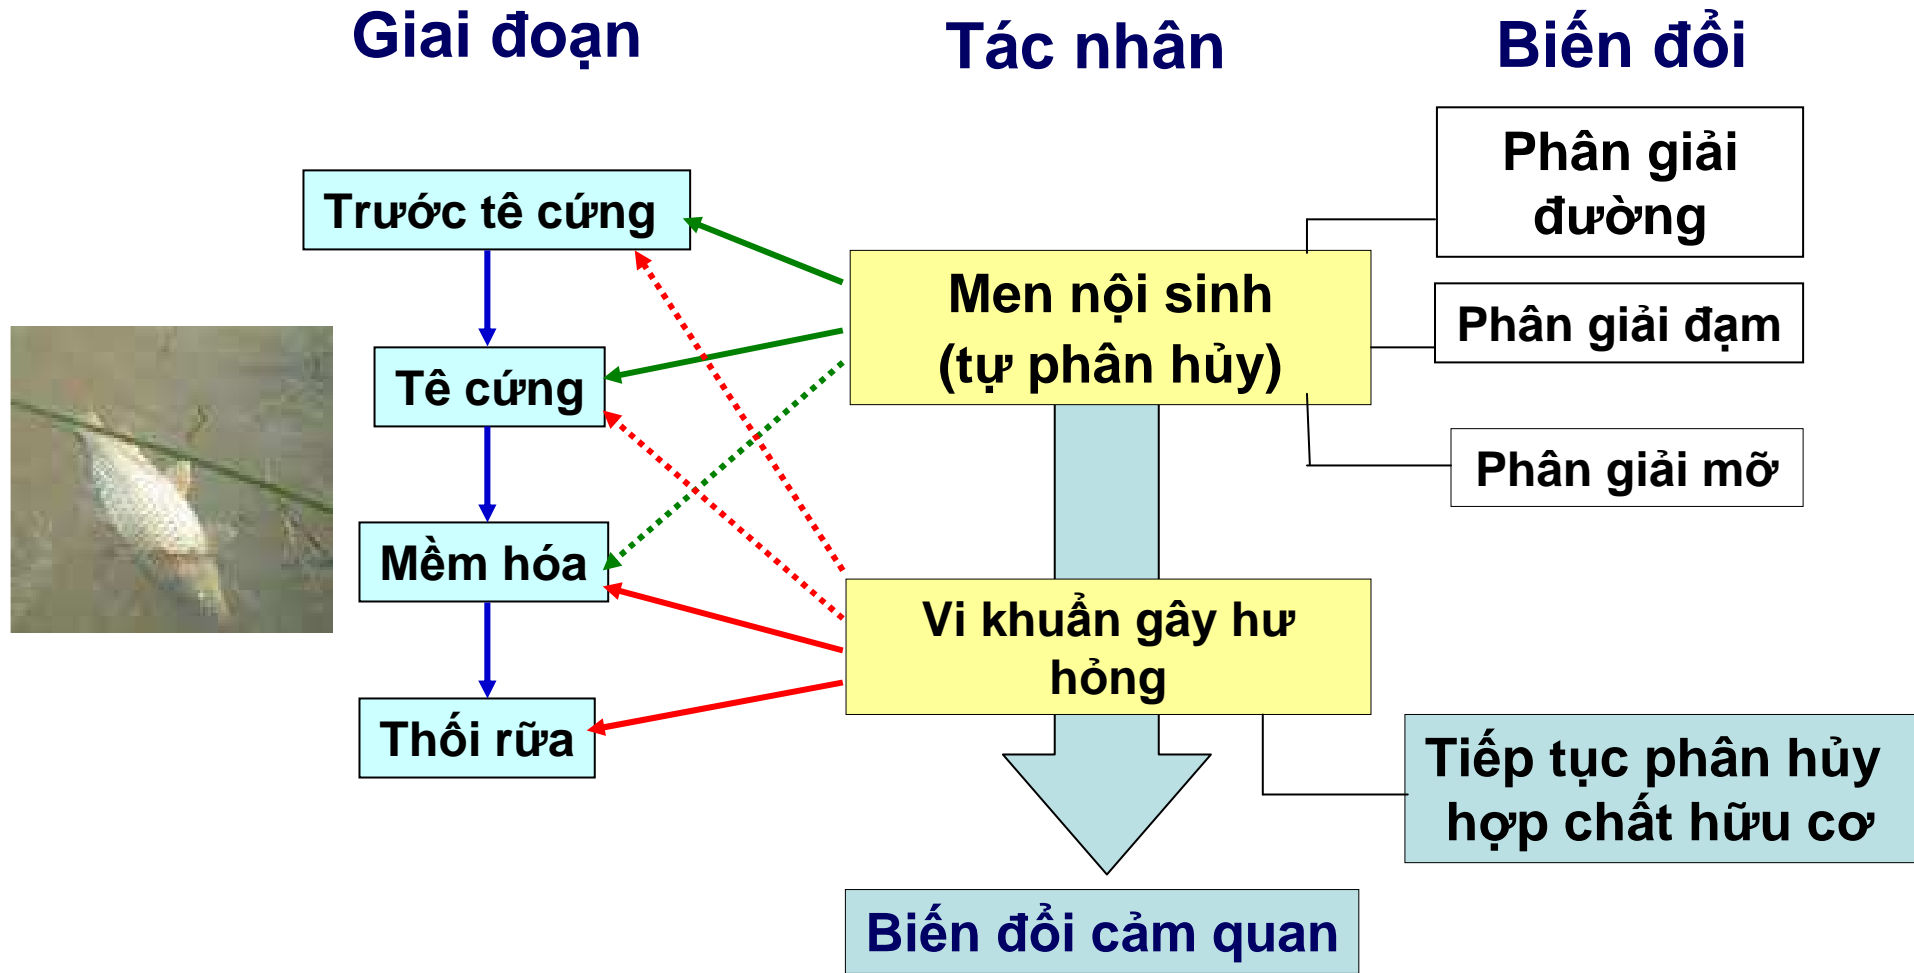 Giai đoạn
Tác nhân
Biến đổi
Trước tê cứng
Tê cứng
Mềm hóa
Thối rữa
Men nội sinh
(tự phân hủy)
Vi khuẩn gây hư
hỏng
Biến đổi cảm quan
Phân giải
đường
Phân giải đạm
Phân giải mỡ
Tiếp tục phân hủy
hợp chất hữu cơ